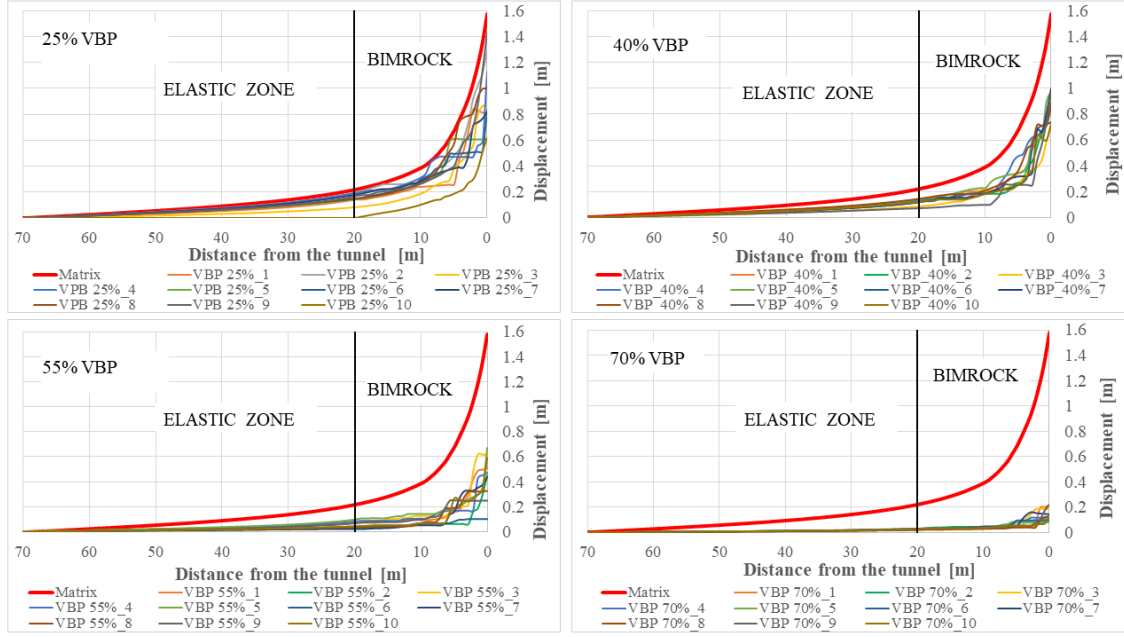 25% VBP
BIMROCK
ELASTIC ZONE
1.6
1.4
1.2
1
0.8
0.6
0.4
0.2
0
Displacement [m]
70 60 50 40 30 20 10 0
Distance from the tunnel [m]
Matrix VBP 25%_1 VPB 25%_2 VPB 25%_3
VPB 25%_4 VPB 25%_5 VPB 25%_6 VPB 25%_7
VPB 25%_8 VPB 25%_9 VPB 25%_10
40% VBP
BIMROCK
ELASTIC ZONE
1.6
1.4
1.2
1
0.8
0.6
0.4
0.2
0
Displacement [m]
70 60 50 40 30 20 10 0
Distance from the tunnel [m]
Matrix VBP_40%_1 VBP_40%_2 VBP_40%_3
VBP_40%_4 VBP_40%_5 VBP_40%_6 VBP_40%_7
VBP_40%_8 VBP_40%_9 VBP_40%_10
55% VBP
BIMROCK
ELASTIC ZONE
1.6
1.4
1.2
1
0.8
0.6
0.4
0.2
0
Displacement [m]
70 60 50 40 30 20 10 0
Distance from the tunnel [m]
Matrix VBP 55%_1 VBP 55%_2 VBP 55%_3
VBP 55%_4 VBP 55%_5 VBP 55%_6 VBP 55%_7
VBP 55%_8 VBP 55%_9 VBP 55%_10
70% VBP
BIMROCK
ELASTIC ZONE
1.6
1.4
1.2
1
0.8
0.6
0.4
0.2
0
Displacement [m]
70 60 50 40 30 20 10 0
Distance from the tunnel [m]
Matrix VBP 70%_1 VBP 70%_2 VBP 70%_3
VBP 70%_4 VBP 70%_5 VBP 70%_6 VBP 70%_7
VBP 70%_8 VBP 70%_9 VBP 70%_10